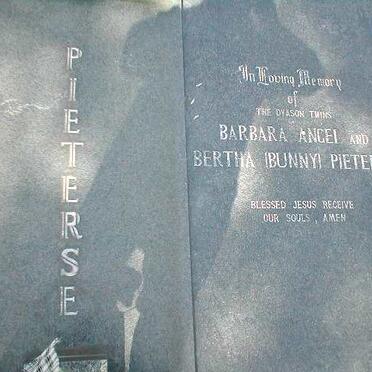 PIETERSE
In Loving Memory
of
THE DYASON TWINS
BARBARA ANGEL AND
BERTHA (BUNNY) PIETER
BLESSED JESUS RECEIVE
OUR SOULS, AMEN